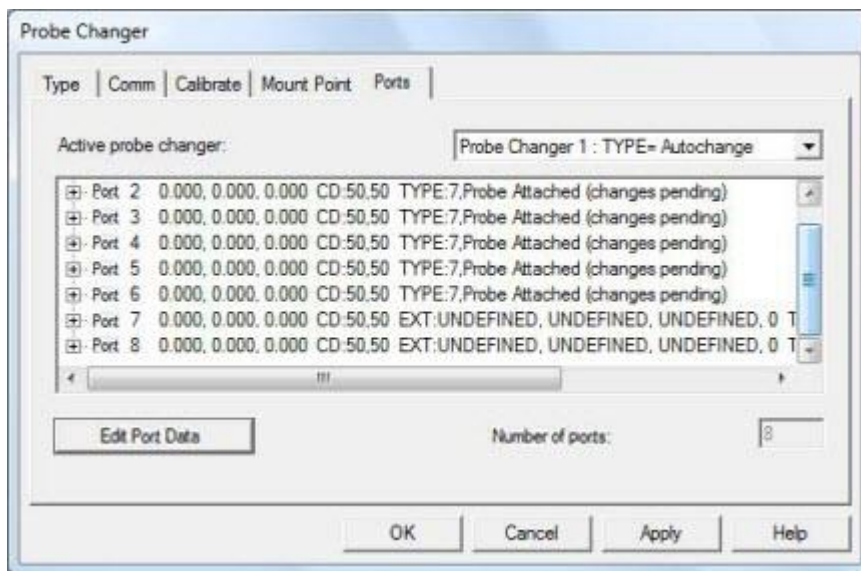 Probe Changer
Type Comm Calibrate Mount Point Ports
Active probe changer: Probe Changer 1 : TYPE= Autochange
Port 2 0.000, 0.000, 0.000 CD:50,50 TYPE:7,Probe Attached (changes pending)
Port 3 0.000, 0.000, 0.000 CD:50,50 TYPE:7,Probe Attached (changes pending)
Port 4 0.000, 0.000, 0.000 CD:50,50 TYPE:7,Probe Attached (changes pending)
Port 5 0.000, 0.000, 0.000 CD:50,50 TYPE:7,Probe Attached (changes pending)
Port 6 0.000, 0.000, 0.000 CD:50,50 TYPE:7,Probe Attached (changes pending)
Port 7 0.000, 0.000, 0.000 CD:50,50 EXT:UNDEFINED, UNDEFINED, UNDEFINED, 0 T
Port 8 0.000, 0.000, 0.000 CD:50,50 EXT:UNDEFINED, UNDEFINED, UNDEFINED, 0 T
Edit Port Data Number of ports: 8
OK Cancel Apply Help